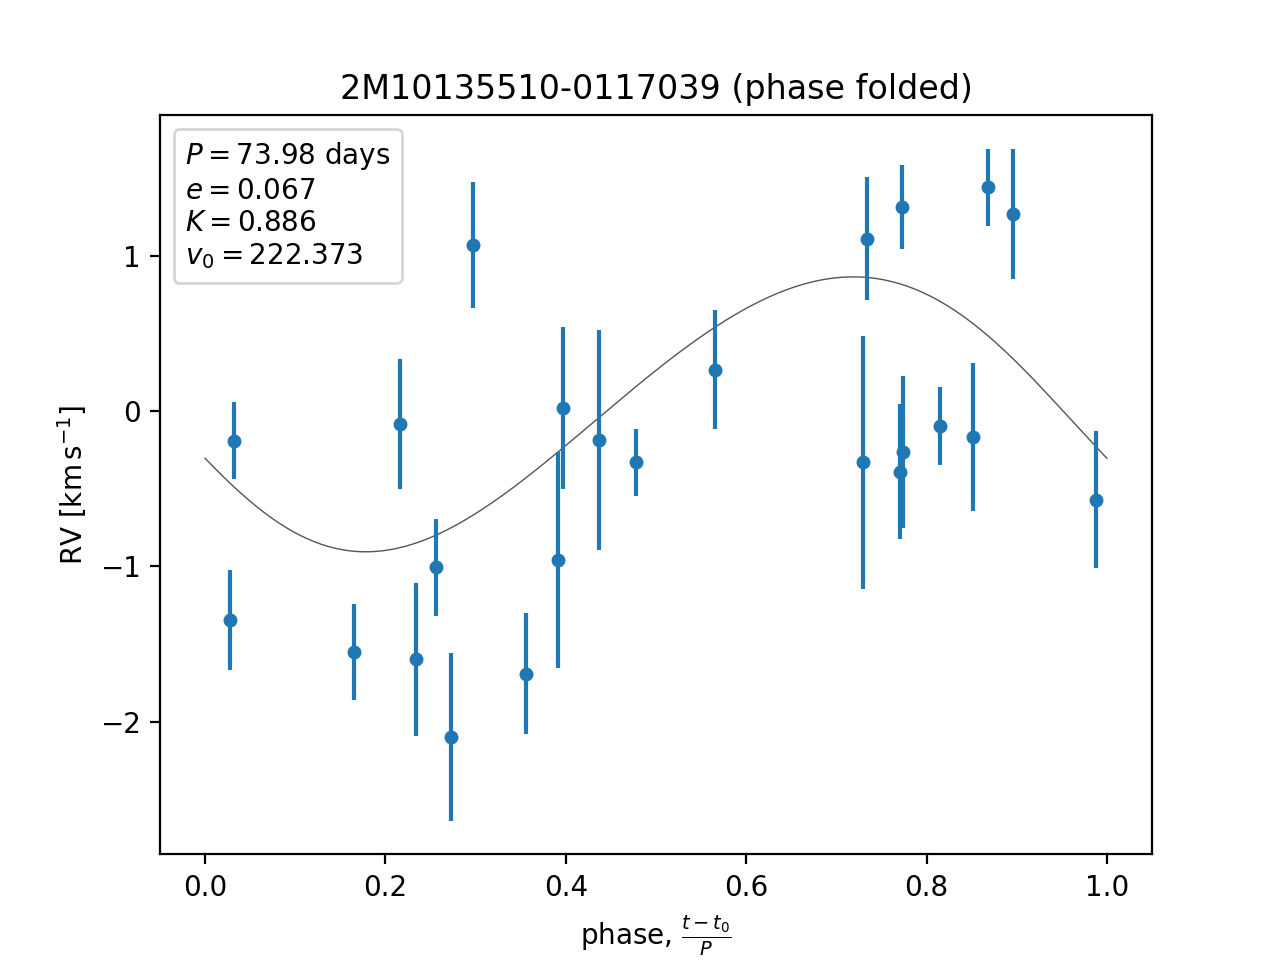 2M10135510-0117039 (phase folded)
P = 73.98 days
e = 0.067
K = 0.886
v₀ = 222.373
1
0
−1
−2
RV [km s⁻¹]
0.0 0.2 0.4 0.6 0.8 1.0
phase, (t − t₀)/P